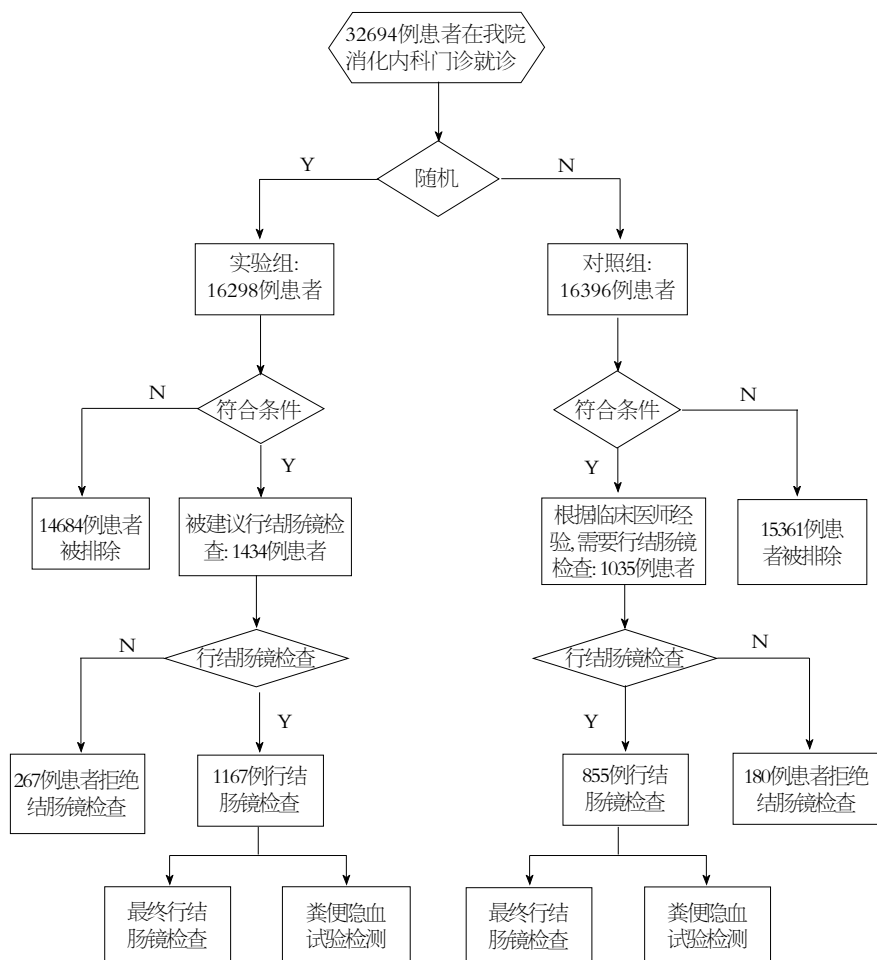 32694例患者在我院
消化内科门诊就诊
Y
随机
N
实验组:
16298例患者
对照组:
16396例患者
N
符合条件
符合条件
N
Y
Y
14684例患者
被排除
被建议行结肠镜检
查: 1434例患者
根据临床医师经
验, 需要行结肠镜
检查: 1035例患者
15361例患
者被排除
N
行结肠镜检查
行结肠镜检查
N
Y
Y
267例患者拒绝
结肠镜检查
1167例行结
肠镜检查
855例行结
肠镜检查
180例患者拒绝
结肠镜检查
最终行结
肠镜检查
粪便隐血
试验检测
最终行结
肠镜检查
粪便隐血
试验检测